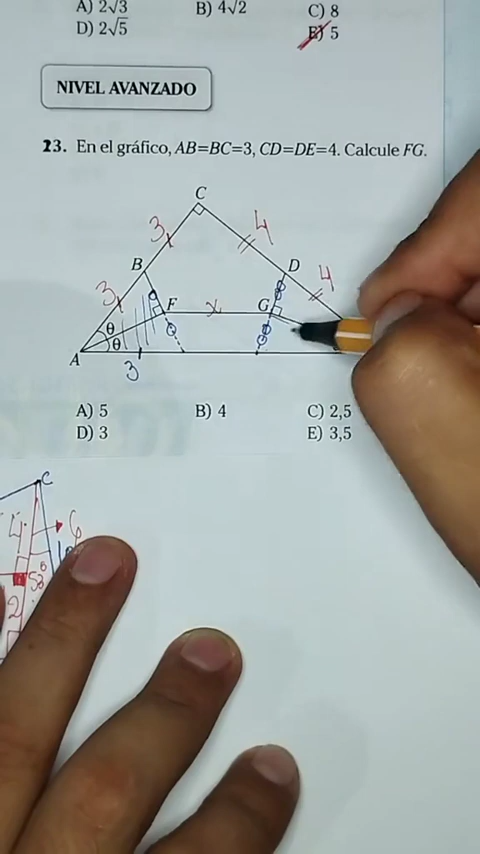 A) 2√3 B) 4√2 C) 8
D) 2√5 E) 5
NIVEL AVANZADO
23. En el gráfico, AB=BC=3, CD=DE=4. Calcule FG.
C
3 4
B D
3 4
F x G
θ
θ
A
3
A) 5 B) 4 C) 2,5
D) 3 E) 3,5
C
6
53°
2